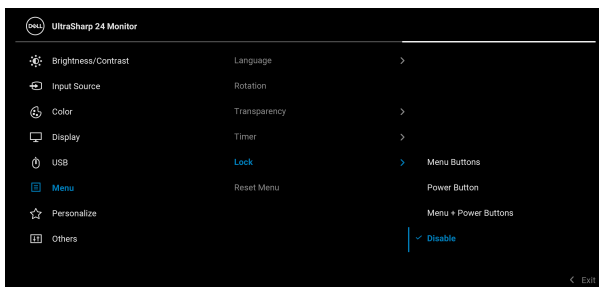 DELL UltraSharp 24 Monitor
Brightness/Contrast Language
Input Source Rotation
Color Transparency
Display Timer
USB Lock Menu Buttons
Menu Reset Menu Power Button
Personalize Menu + Power Buttons
Others Disable
Exit